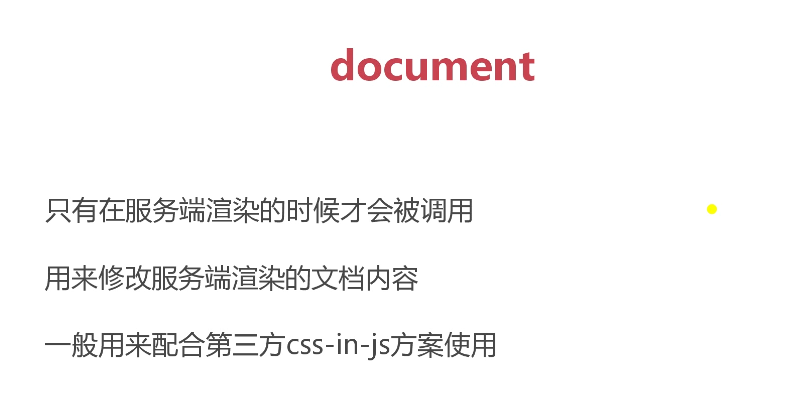 document
只有在服务端渲染的时候才会被调用
用来修改服务端渲染的文档内容
一般用来配合第三方css-in-js方案使用